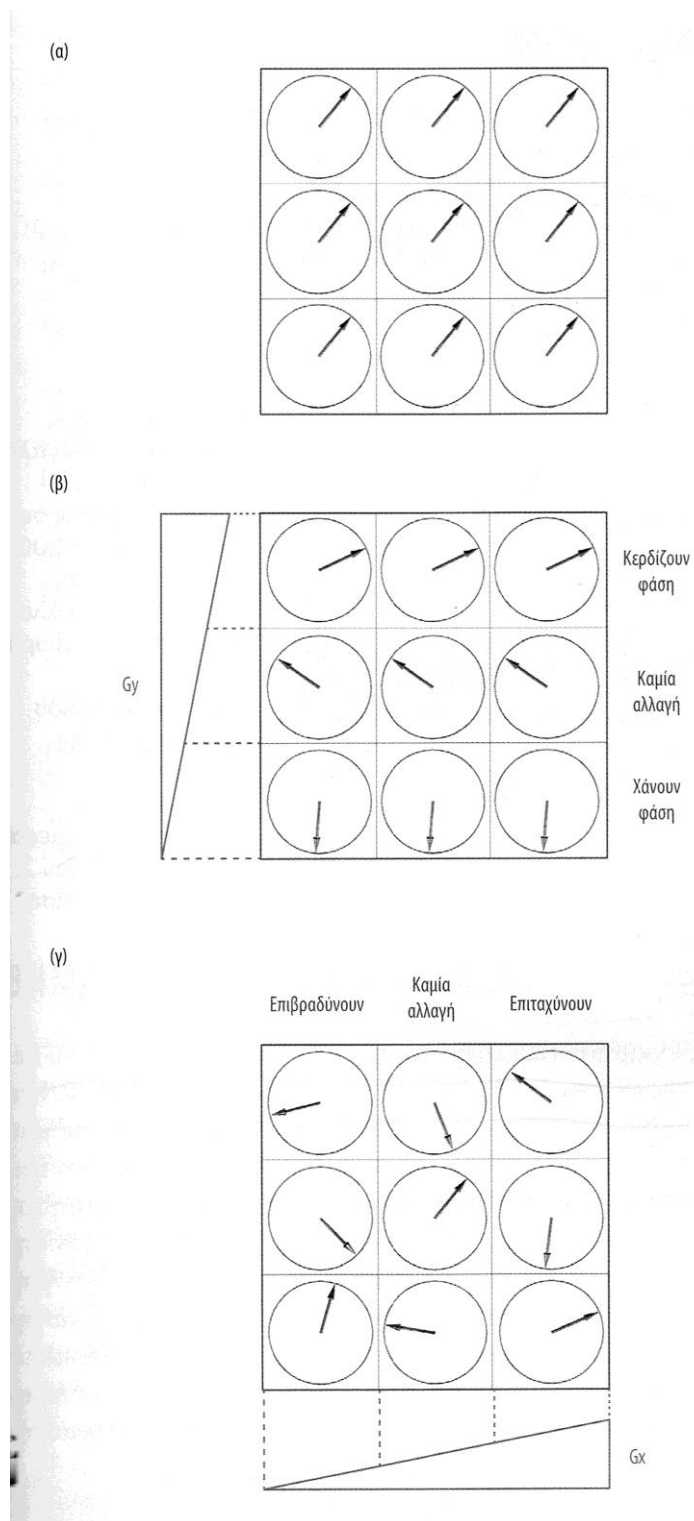 (α)
(β)
Gy
Κερδίζουν
φάση
Καμία
αλλαγή
Χάνουν
φάση
(γ)
Επιβραδύνουν
Καμία
αλλαγή
Επιταχύνουν
Gx